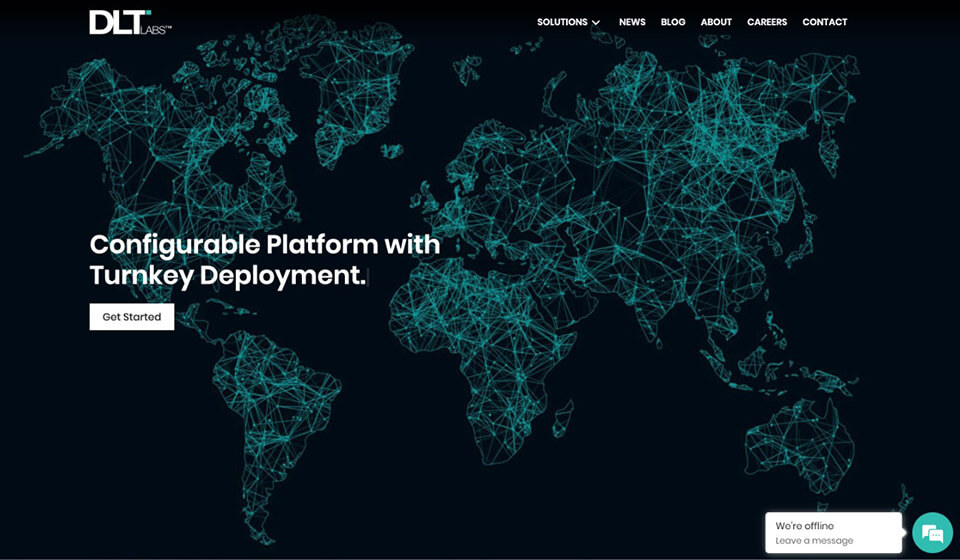 DLT LABS™
SOLUTIONS NEWS BLOG ABOUT CAREERS CONTACT
Configurable Platform with
Turnkey Deployment.
Get Started
We're offline
Leave a message